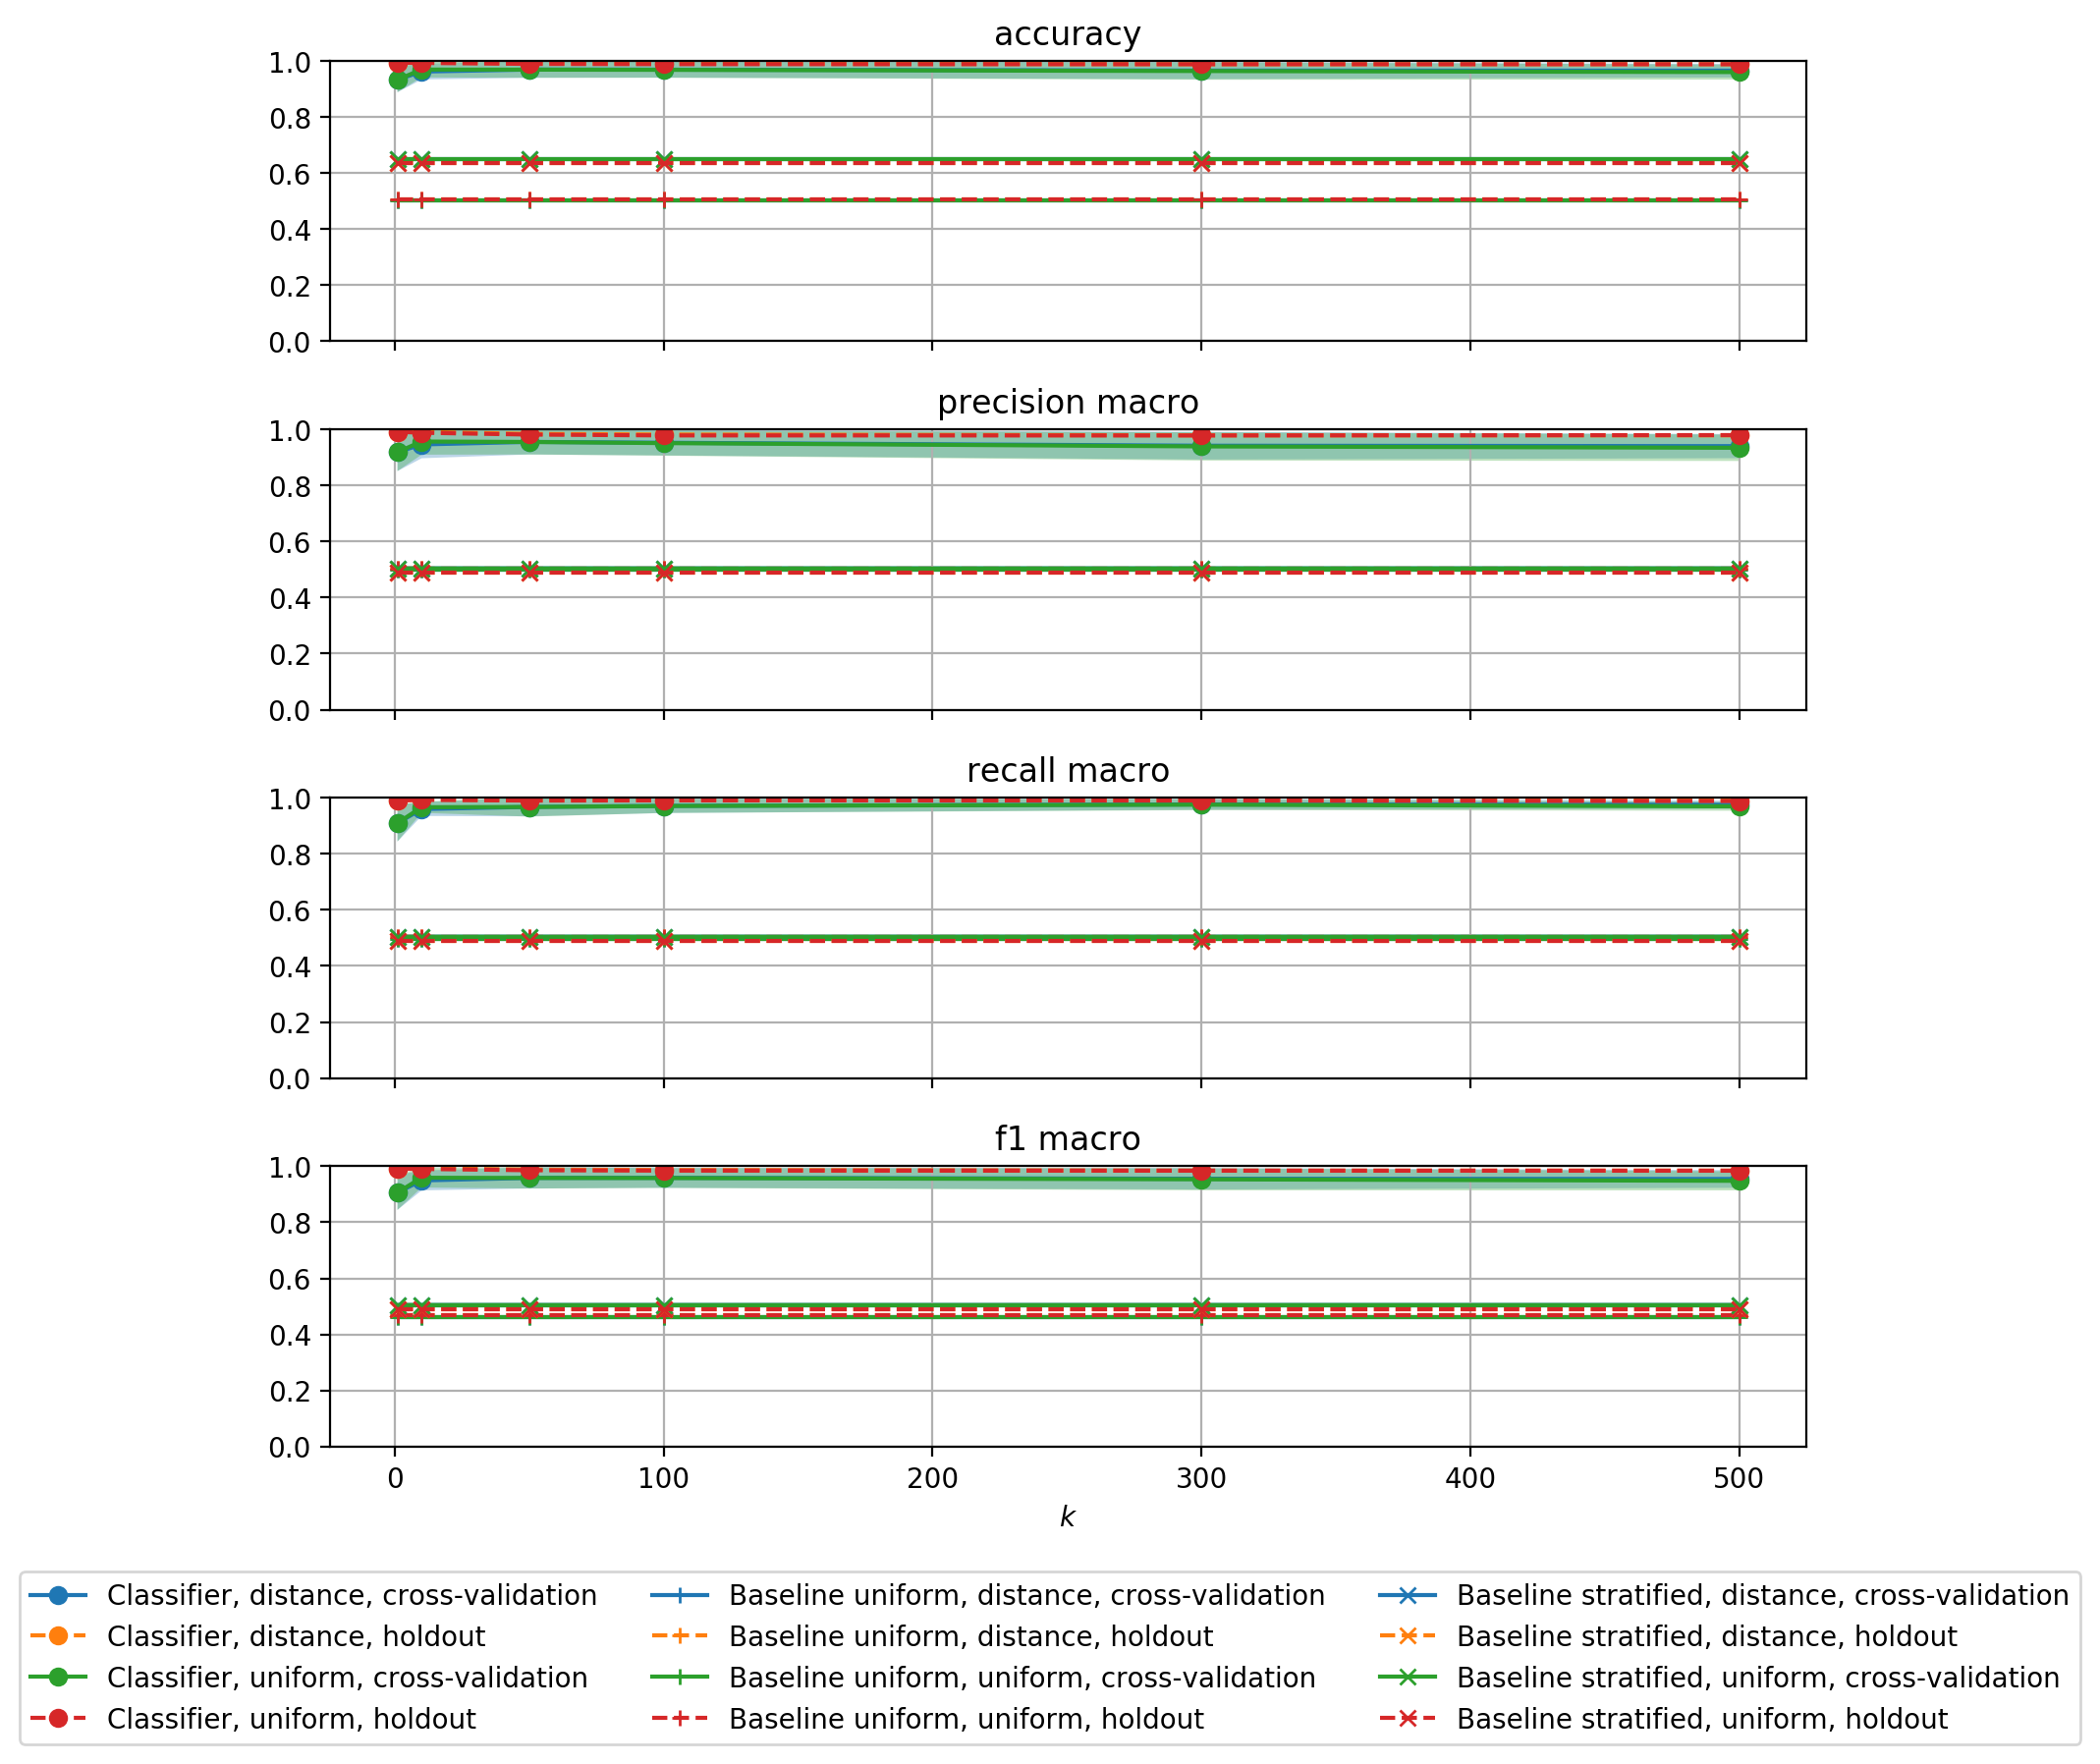 accuracy
1.0
0.8
0.6
0.4
0.2
0.0
precision macro
1.0
0.8
0.6
0.4
0.2
0.0
recall macro
1.0
0.8
0.6
0.4
0.2
0.0
f1 macro
1.0
0.8
0.6
0.4
0.2
0.0
0 100 200 300 400 500
k
Classifier, distance, cross-validation
Classifier, distance, holdout
Classifier, uniform, cross-validation
Classifier, uniform, holdout
Baseline uniform, distance, cross-validation
Baseline uniform, distance, holdout
Baseline uniform, uniform, cross-validation
Baseline uniform, uniform, holdout
Baseline stratified, distance, cross-validation
Baseline stratified, distance, holdout
Baseline stratified, uniform, cross-validation
Baseline stratified, uniform, holdout